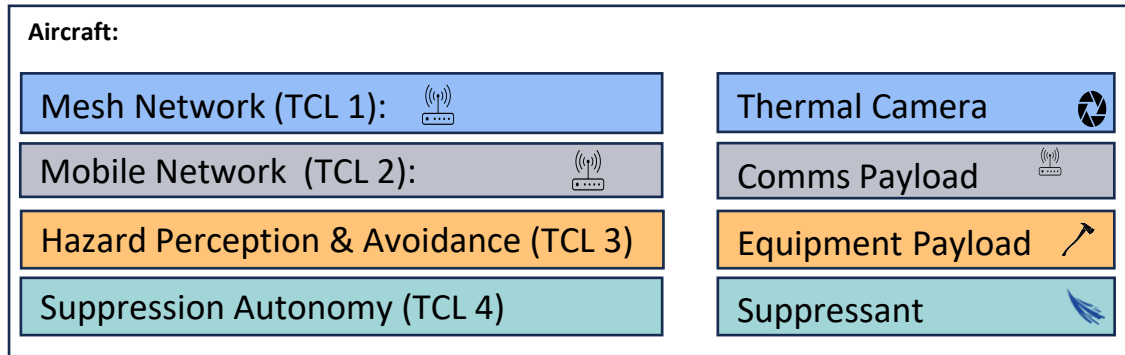 Aircraft:
Mesh Network (TCL 1):
Thermal Camera
Mobile Network (TCL 2):
Comms Payload
Hazard Perception & Avoidance (TCL 3)
Equipment Payload
Suppression Autonomy (TCL 4)
Suppressant